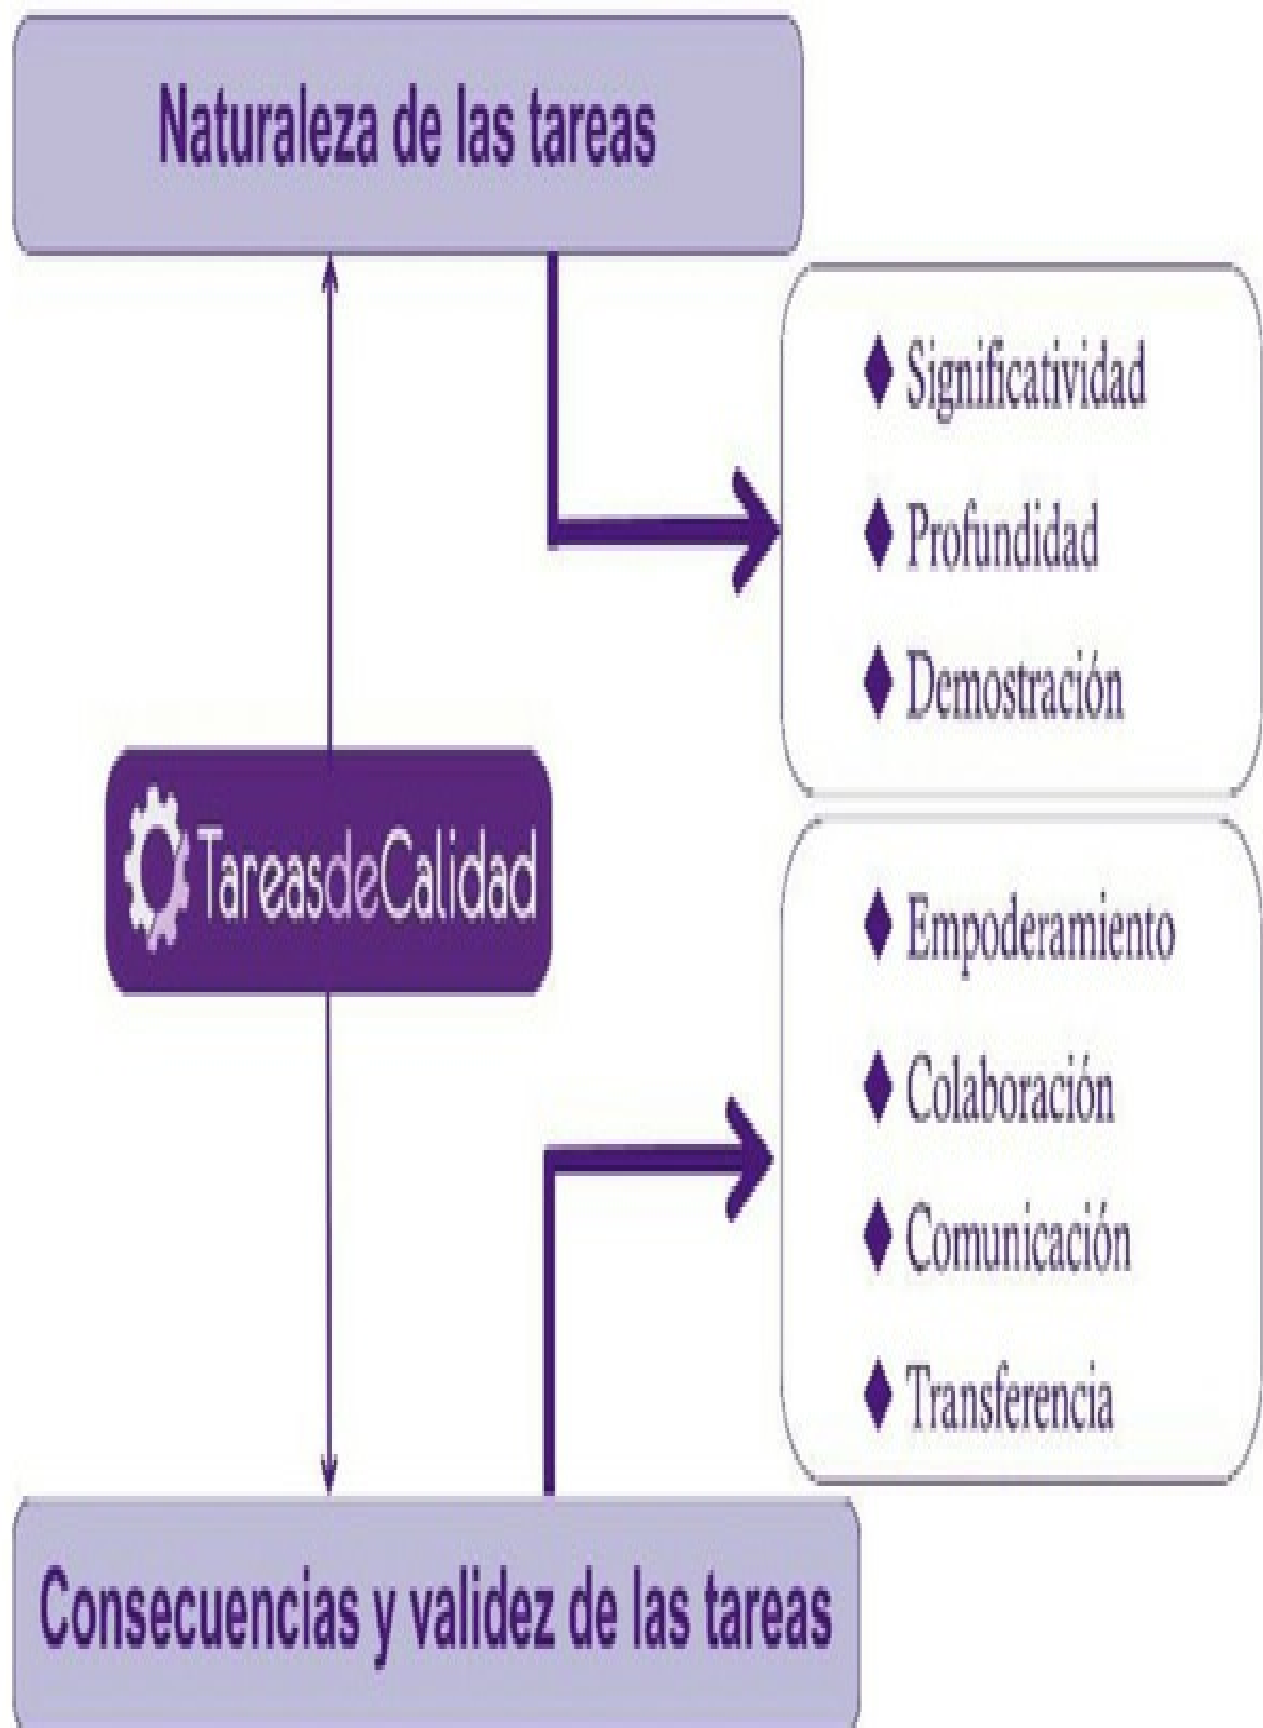 Naturaleza de las tareas
Significatividad
Profundidad
Demostración
TareasdeCalidad
Empoderamiento
Colaboración
Comunicación
Transferencia
Consecuencias y validez de las tareas